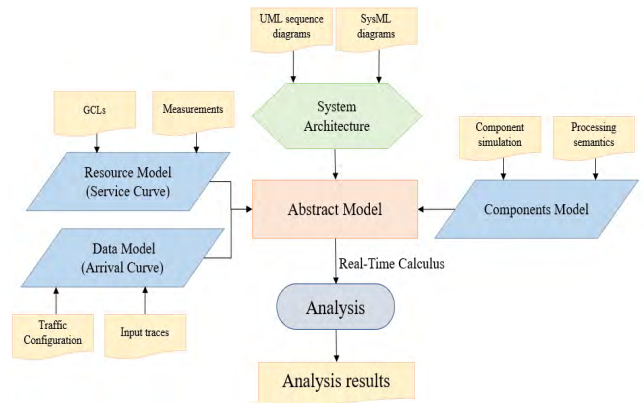 UML sequence
diagrams
SysML
diagrams
GCLs
Measurements
System
Architecture
Component
simulation
Processing
semantics
Resource Model
(Service Curve)
Abstract Model
Components Model
Data Model
(Arrival Curve)
Real-Time Calculus
Traffic
Configuration
Input traces
Analysis
Analysis results